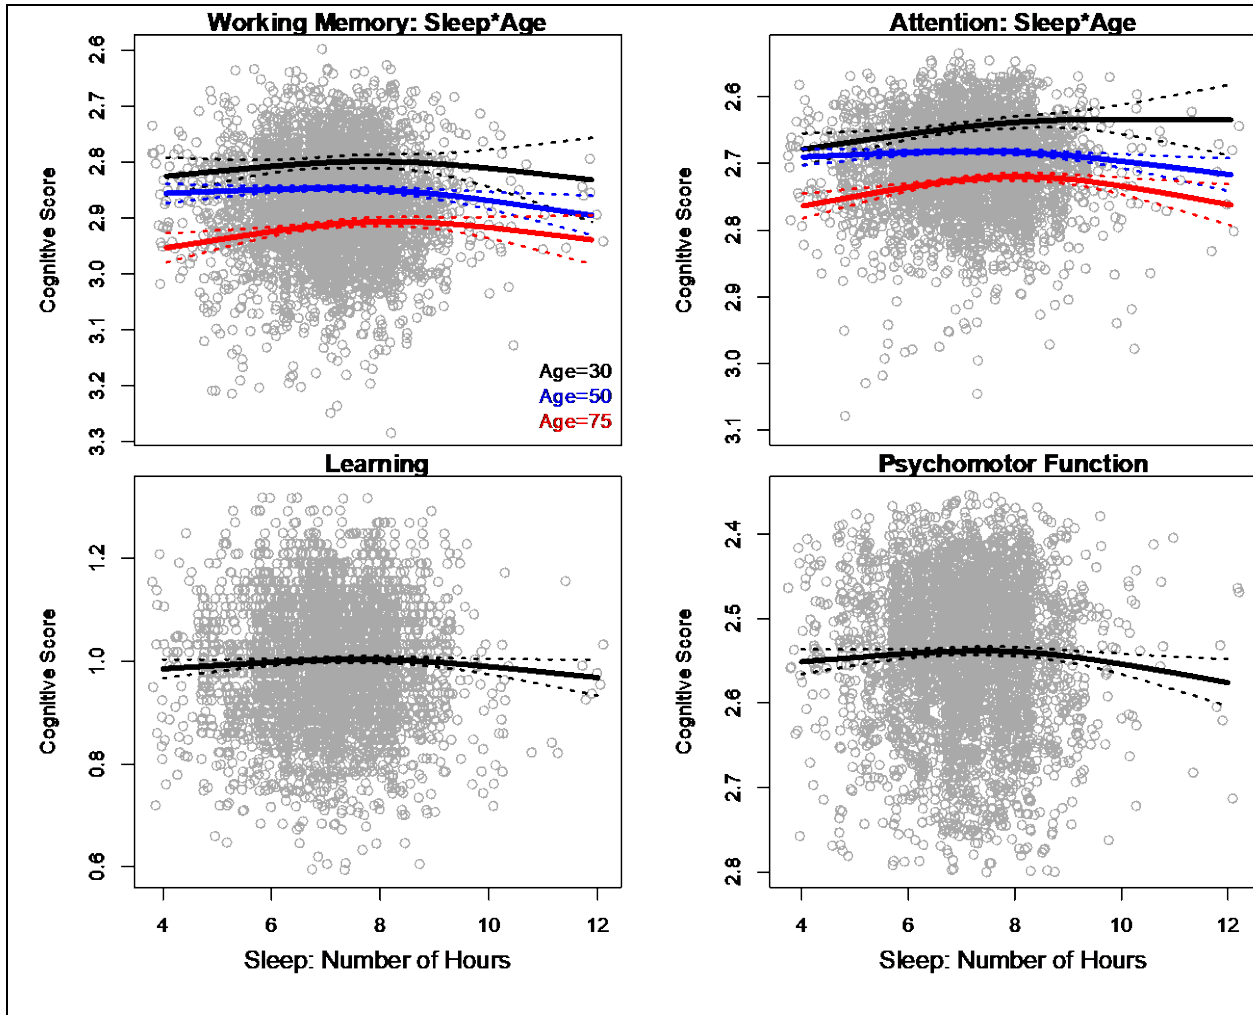 Working Memory: Sleep*Age
Cognitive Score
2.6
2.7
2.8
2.9
3.0
3.1
3.2
3.3
Age=30
Age=50
Age=75
Attention: Sleep*Age
Cognitive Score
2.6
2.7
2.8
2.9
3.0
3.1
Learning
Cognitive Score
1.2
1.0
0.8
0.6
4 6 8 10 12
Sleep: Number of Hours
Psychomotor Function
Cognitive Score
2.4
2.5
2.6
2.7
2.8
4 6 8 10 12
Sleep: Number of Hours